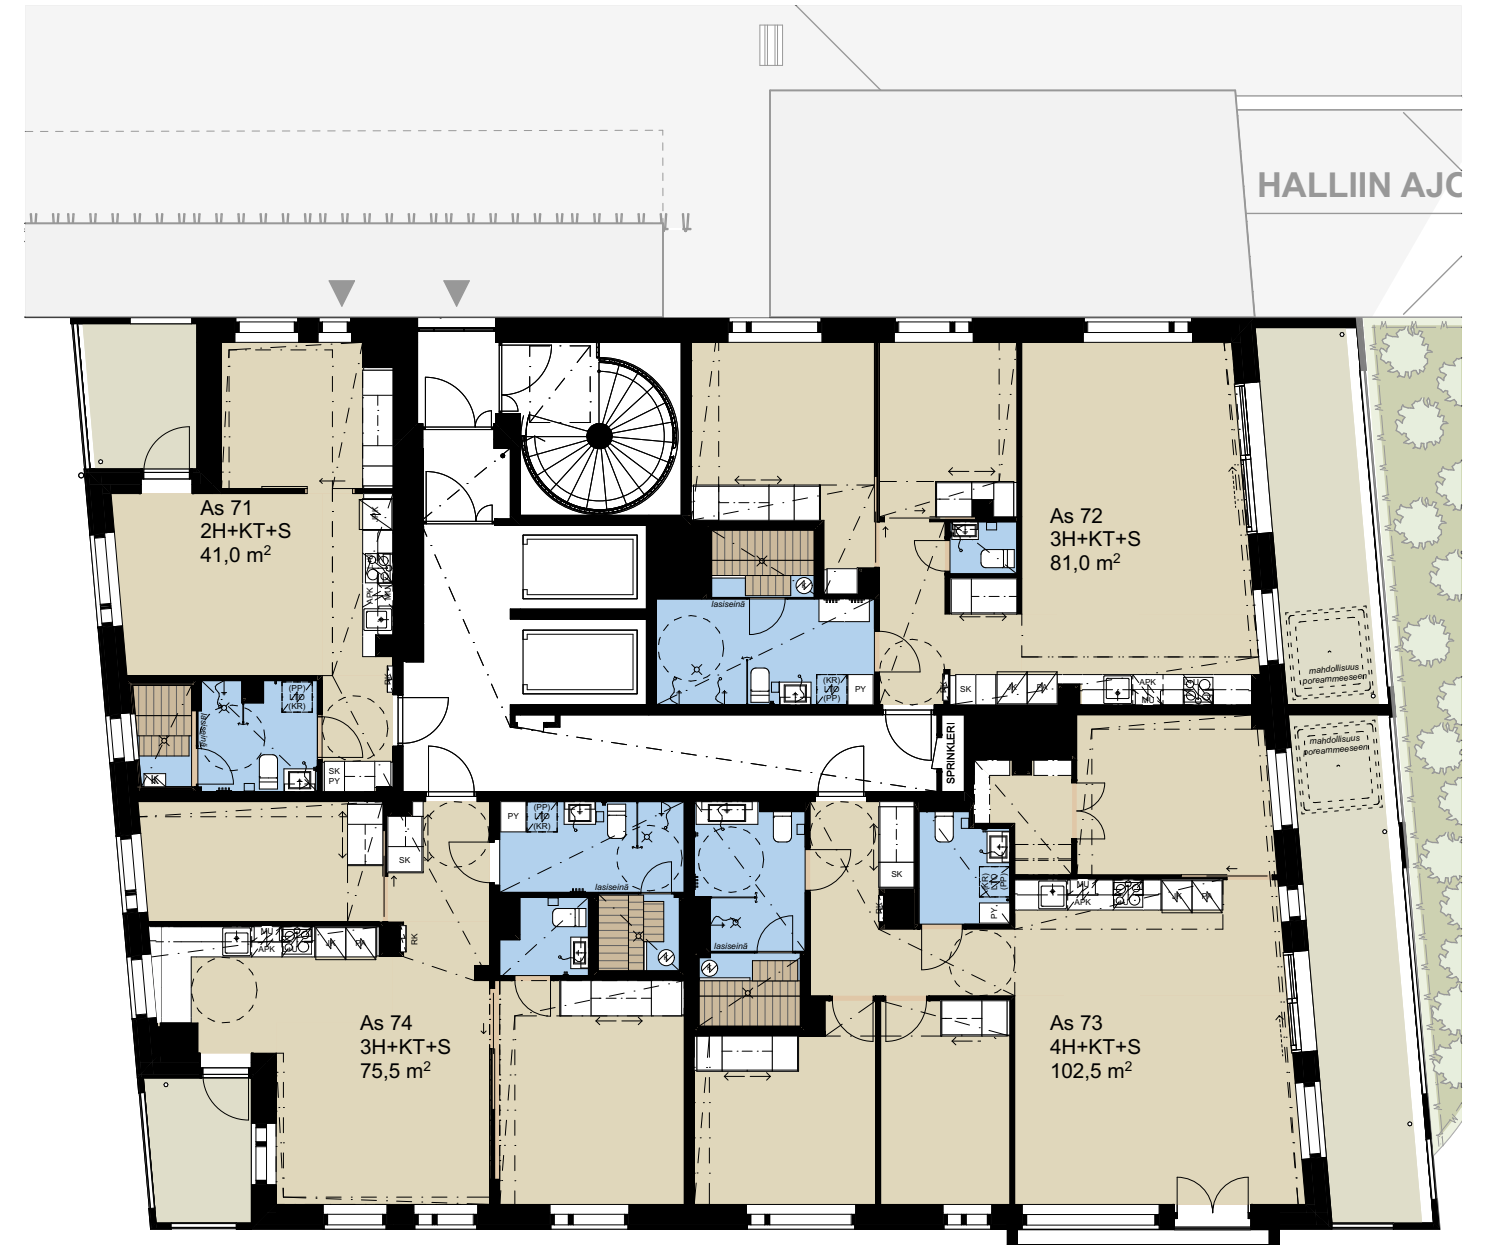 HALLIIN AJO
As 71
2H+KT+S
41,0 m²
APK
MU
(PP)
(KR)
lasiseinä
SK
PY
As 72
3H+KT+S
81,0 m²
lasiseinä
(KR)
(PP)
PY
SK
APK
MU
mahdollisuus
poreammeeseen
SPRINKLERI
mahdollisuus
poreammeeseen
SK
PY
(PP)
(KR)
lasiseinä
MU
APK
RK
As 74
3H+KT+S
75,5 m²
lasiseinä
SK
RK
(KR)
(PP)
PY
MU
APK
As 73
4H+KT+S
102,5 m²